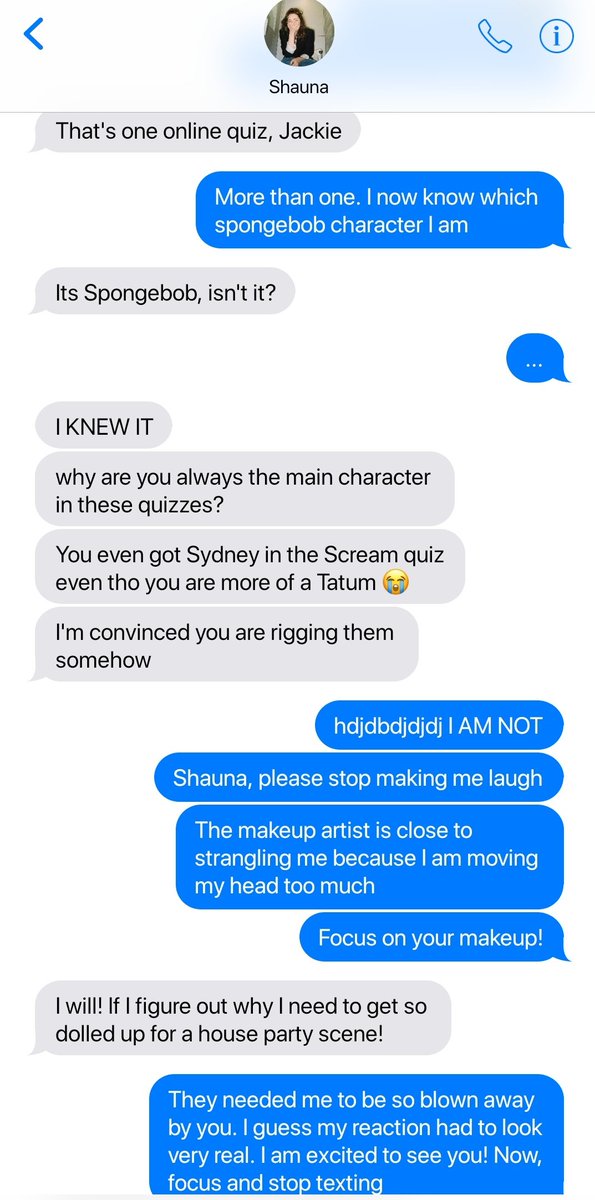 Shauna
That's one online quiz, Jackie
More than one. I now know which
spongebob character I am
Its Spongebob, isn't it?
...
I KNEW IT
why are you always the main character
in these quizzes?
You even got Sydney in the Scream quiz
even tho you are more of a Tatum 😭
I'm convinced you are rigging them
somehow
hdjdbdjdjdj I AM NOT
Shauna, please stop making me laugh
The makeup artist is close to
strangling me because I am moving
my head too much
Focus on your makeup!
I will! If I figure out why I need to get so
dolled up for a house party scene!
They needed me to be so blown away
by you. I guess my reaction had to look
very real. I am excited to see you! Now,
focus and stop texting